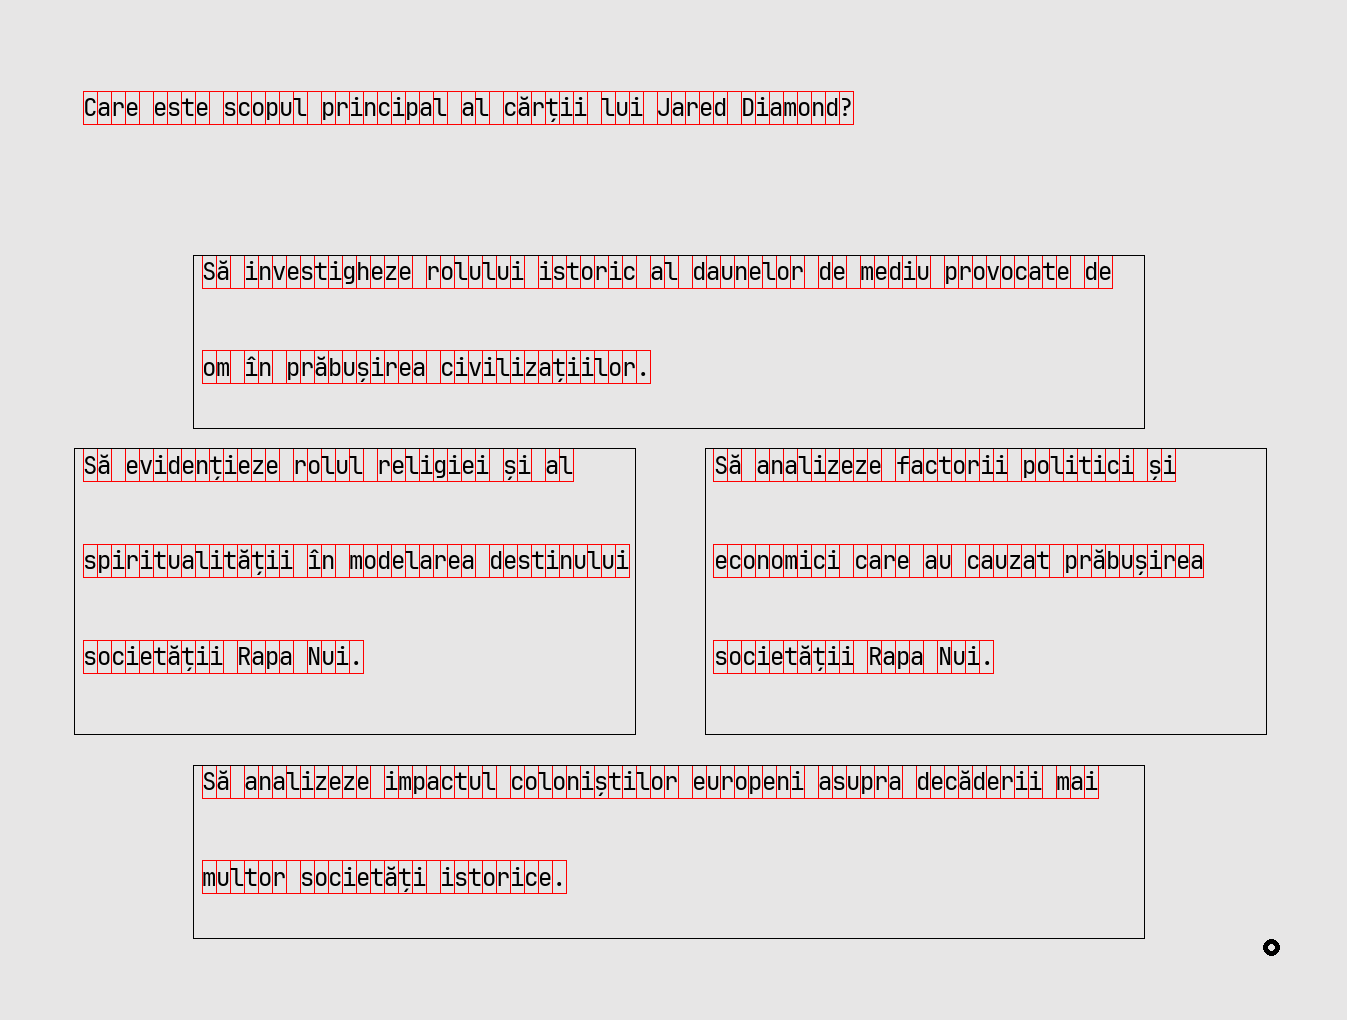 Care este scopul principal al cărții lui Jared Diamond?
Să investigheze rolului istoric al daunelor de mediu provocate de
om în prăbușirea civilizațiilor.
Să evidențieze rolul religiei și al
spiritualității în modelarea destinului
societății Rapa Nui.
Să analizeze factorii politici și
economici care au cauzat prăbușirea
societății Rapa Nui.
Să analizeze impactul coloniștilor europeni asupra decăderii mai
multor societăți istorice.